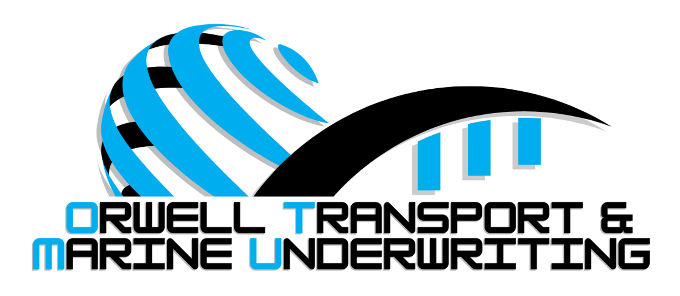 ORWELL TRANSPORT &
MARINE UNDERWRITING